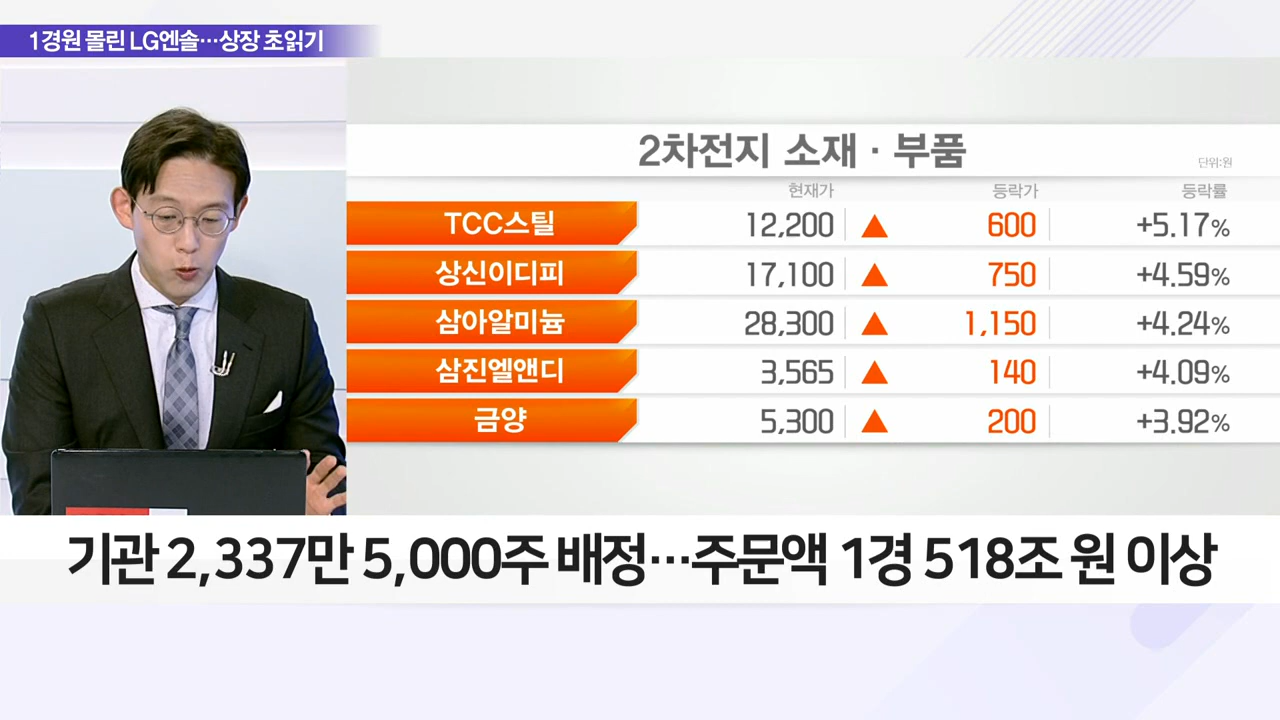 1경원 몰린 LG엔솔…상장 초읽기
2차전지 소재·부품
단위:원
현재가 등락가 등락률
TCC스틸 12,200 ▲ 600 +5.17%
상신이디피 17,100 ▲ 750 +4.59%
삼아알미늄 28,300 ▲ 1,150 +4.24%
삼진엘앤디 3,565 ▲ 140 +4.09%
금양 5,300 ▲ 200 +3.92%
기관 2,337만 5,000주 배정…주문액 1경 518조 원 이상